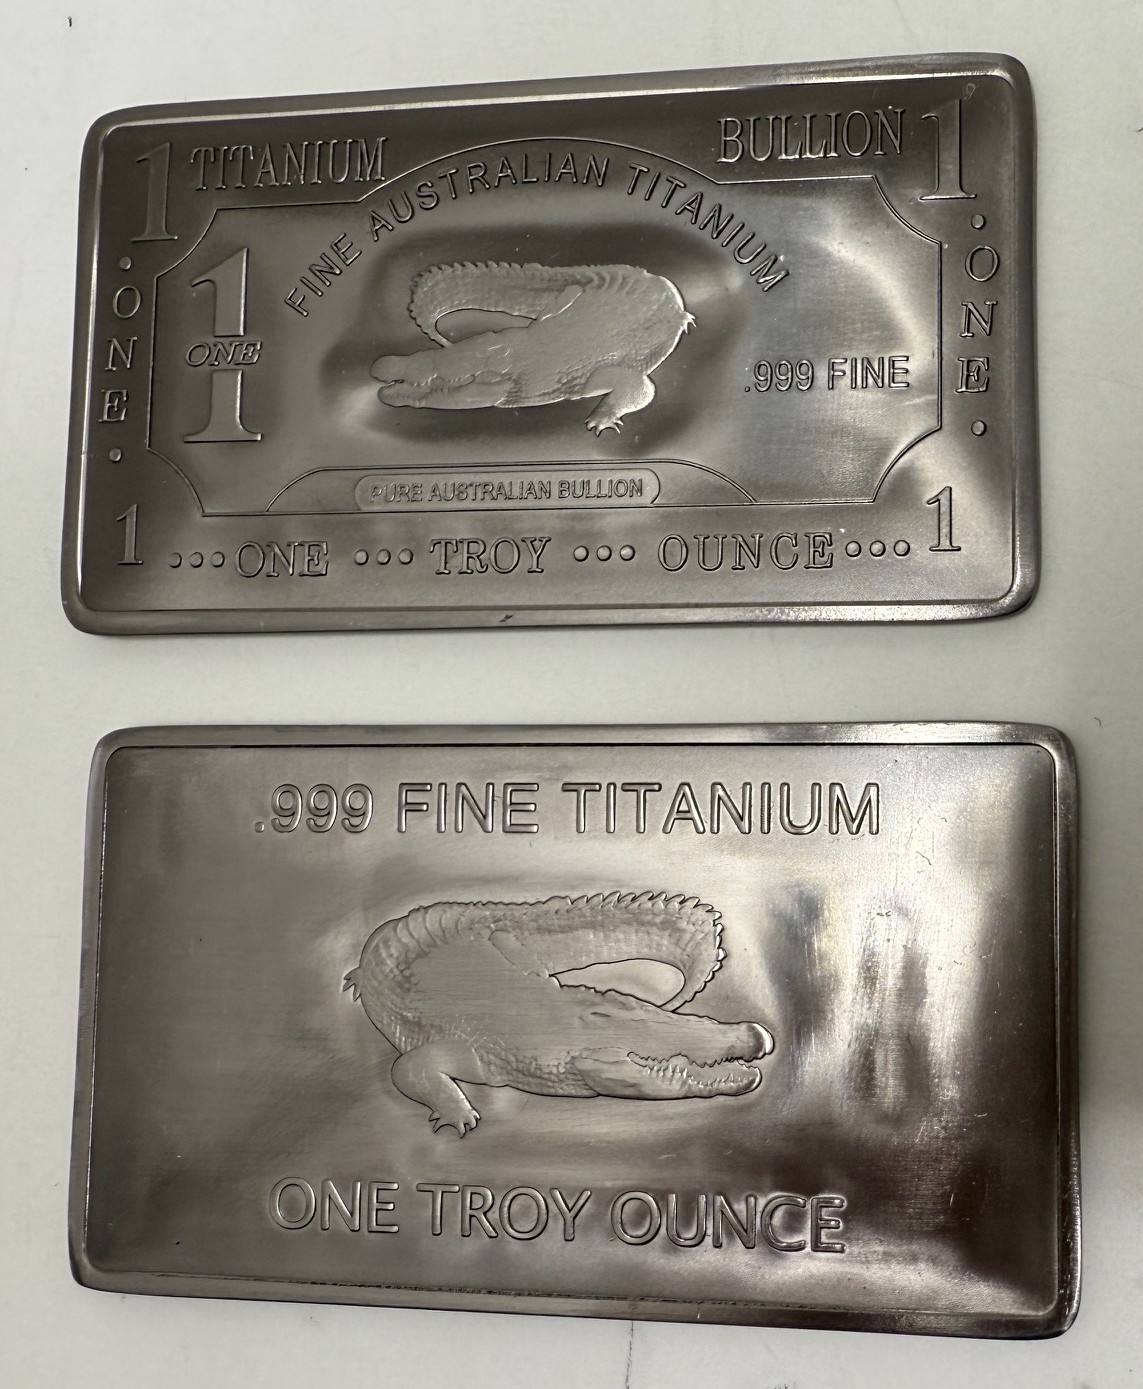 1 TITANIUM BULLION 1
FINE AUSTRALIAN TITANIUM
ONE
1
ONE
.999 FINE
ONE
PURE AUSTRALIAN BULLION
1 ...ONE ... TROY ... OUNCE... 1
.999 FINE TITANIUM
ONE TROY OUNCE